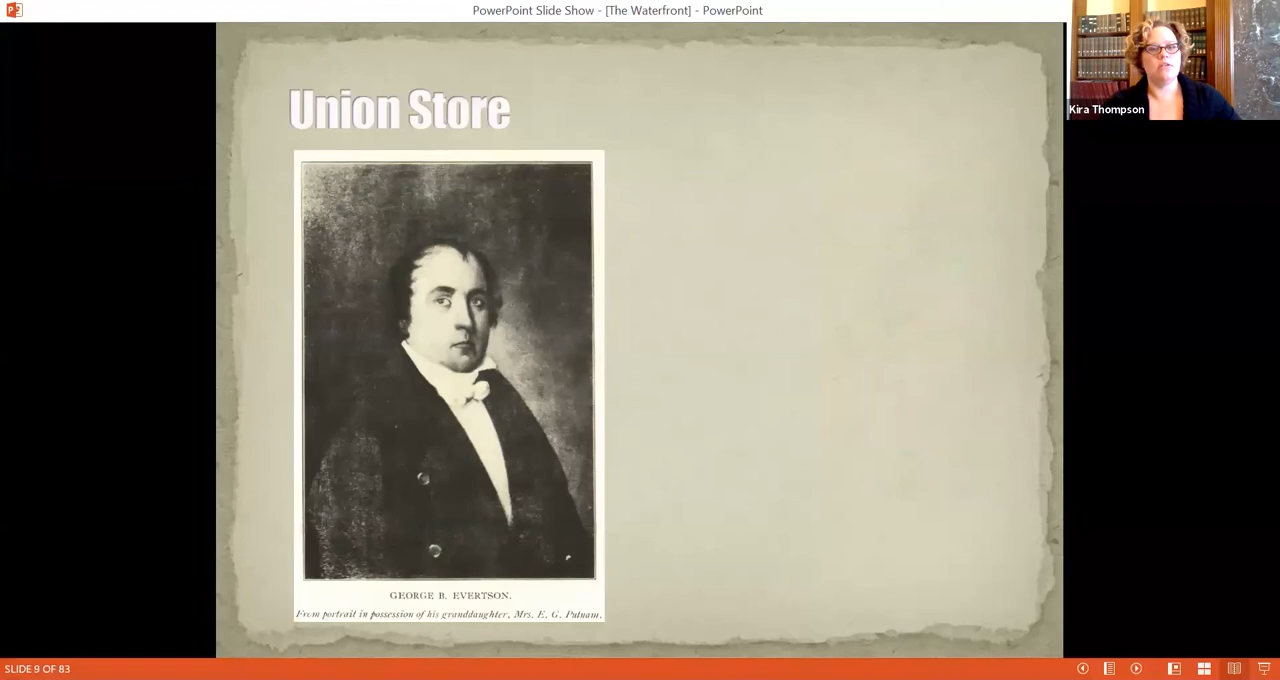 PowerPoint Slide Show - [The Waterfront] - PowerPoint
Kira Thompson
Union Store
GEORGE B. EVERTSON.
From portrait in possession of his granddaughter, Mrs. E. G. Putnam.
SLIDE 9 OF 83